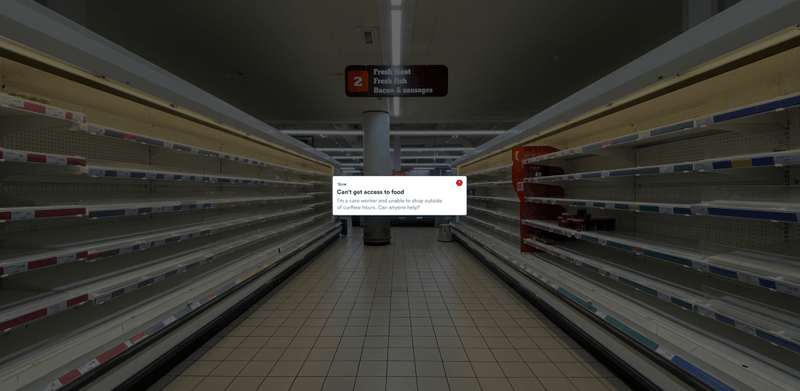 2
Fresh meat
Fresh Fish
Bacon & sausages
Now
Can't get access to food
I'm a care worker and unable to shop outside
of curfew hours. Can anyone help?